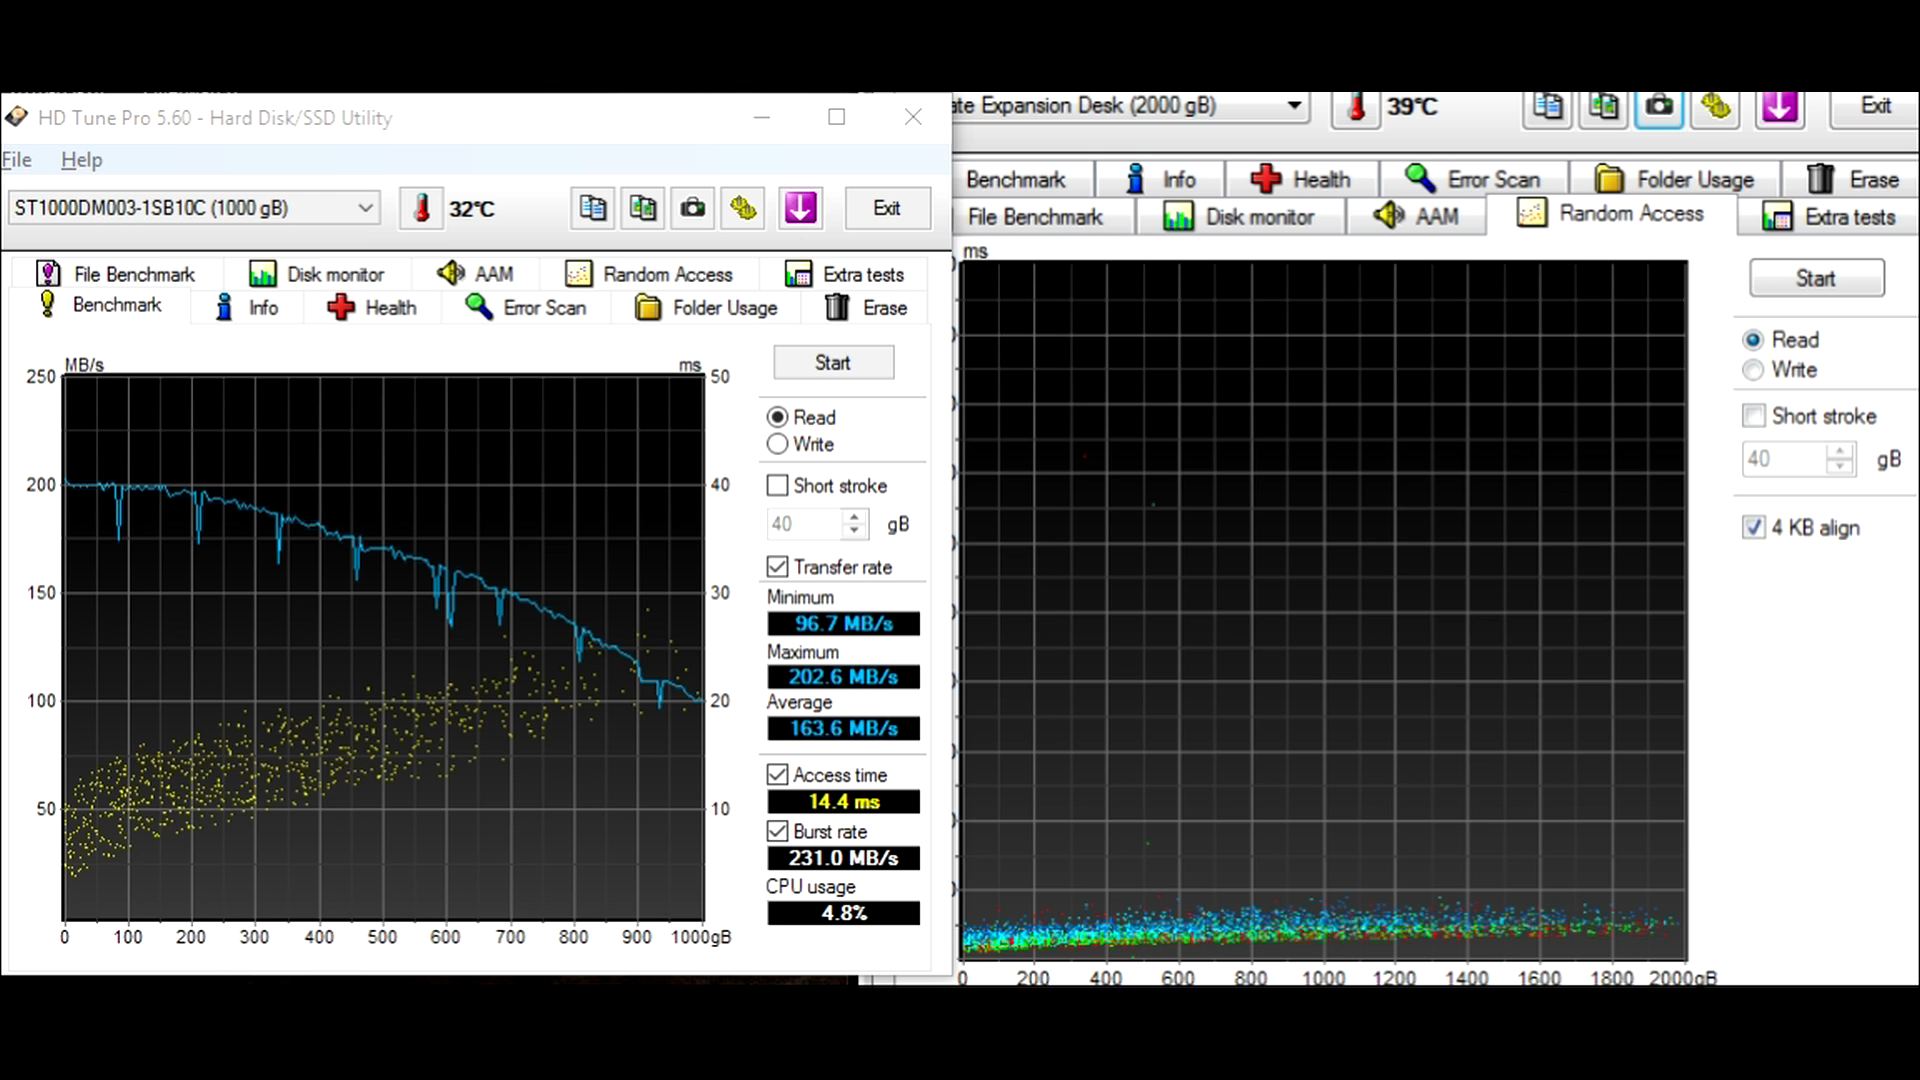 HD Tune Pro 5.60 - Hard Disk/SSD Utility
File Help
ST1000DM003-1SB10C (1000 gB) 32°C Exit
File Benchmark Disk monitor AAM Random Access Extra tests
Benchmark Info Health Error Scan Folder Usage Erase
MB/s ms
250 50
200 40
150 30
100 20
50 10
0 100 200 300 400 500 600 700 800 900 1000gB
Start
Read
Write
Short stroke
40 gB
Transfer rate
Minimum
96.7 MB/s
Maximum
202.6 MB/s
Average
163.6 MB/s
Access time
14.4 ms
Burst rate
231.0 MB/s
CPU usage
4.8%
Expansion Desk (2000 gB) 39°C Exit
Benchmark Info Health Error Scan Folder Usage Erase
File Benchmark Disk monitor AAM Random Access Extra tests
ms
0 200 400 600 800 1000 1200 1400 1600 1800 2000gB
Start
Read
Write
Short stroke
40 gB
4 KB align